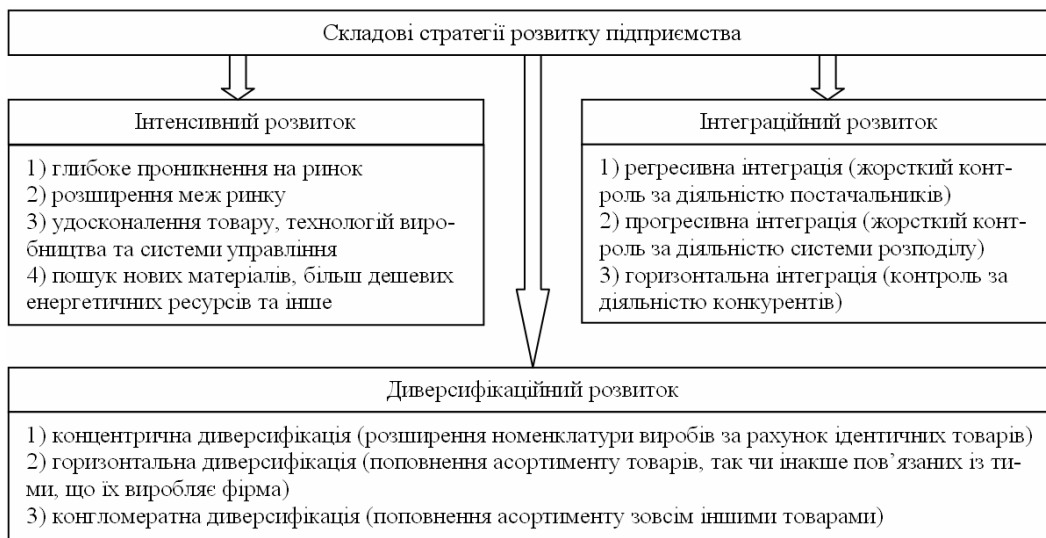 Складові стратегії розвитку підприємства
Інтенсивний розвиток
1) глибоке проникнення на ринок
2) розширення меж ринку
3) удосконалення товару, технологій виро-
бництва та системи управління
4) пошук нових матеріалів, більш дешевих
енергетичних ресурсів та інше
Інтеграційний розвиток
1) регресивна інтеграція (жорсткий конт-
роль за діяльністю постачальників)
2) прогресивна інтеграція (жорсткий конт-
роль за діяльністю системи розподілу)
3) горизонтальна інтеграція (контроль за
діяльністю конкурентів)
Диверсифікаційний розвиток
1) концентрична диверсифікація (розширення номенклатури виробів за рахунок ідентичних товарів)
2) горизонтальна диверсифікація (поповнення асортименту товарів, так чи інакше пов’язаних із ти-
ми, що їх виробляє фірма)
3) конгломератна диверсифікація (поповнення асортименту зовсім іншими товарами)